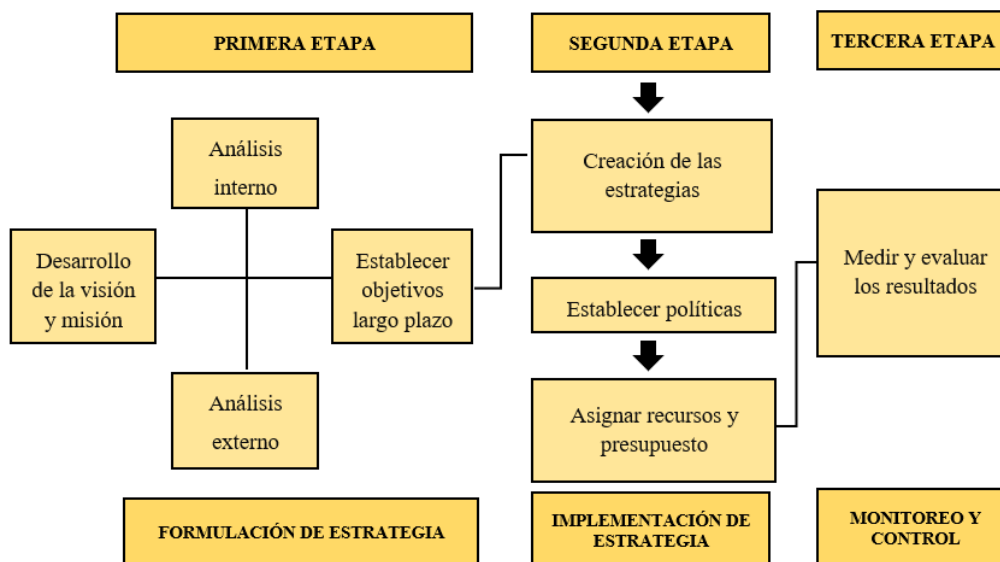 PRIMERA ETAPA
SEGUNDA ETAPA
TERCERA ETAPA
Análisis
interno
Desarrollo
de la visión
y misión
Establecer
objetivos
largo plazo
Análisis
externo
Creación de las
estrategias
Establecer políticas
Asignar recursos y
presupuesto
Medir y evaluar
los resultados
FORMULACIÓN DE ESTRATEGIA
IMPLEMENTACIÓN DE
ESTRATEGIA
MONITOREO Y
CONTROL